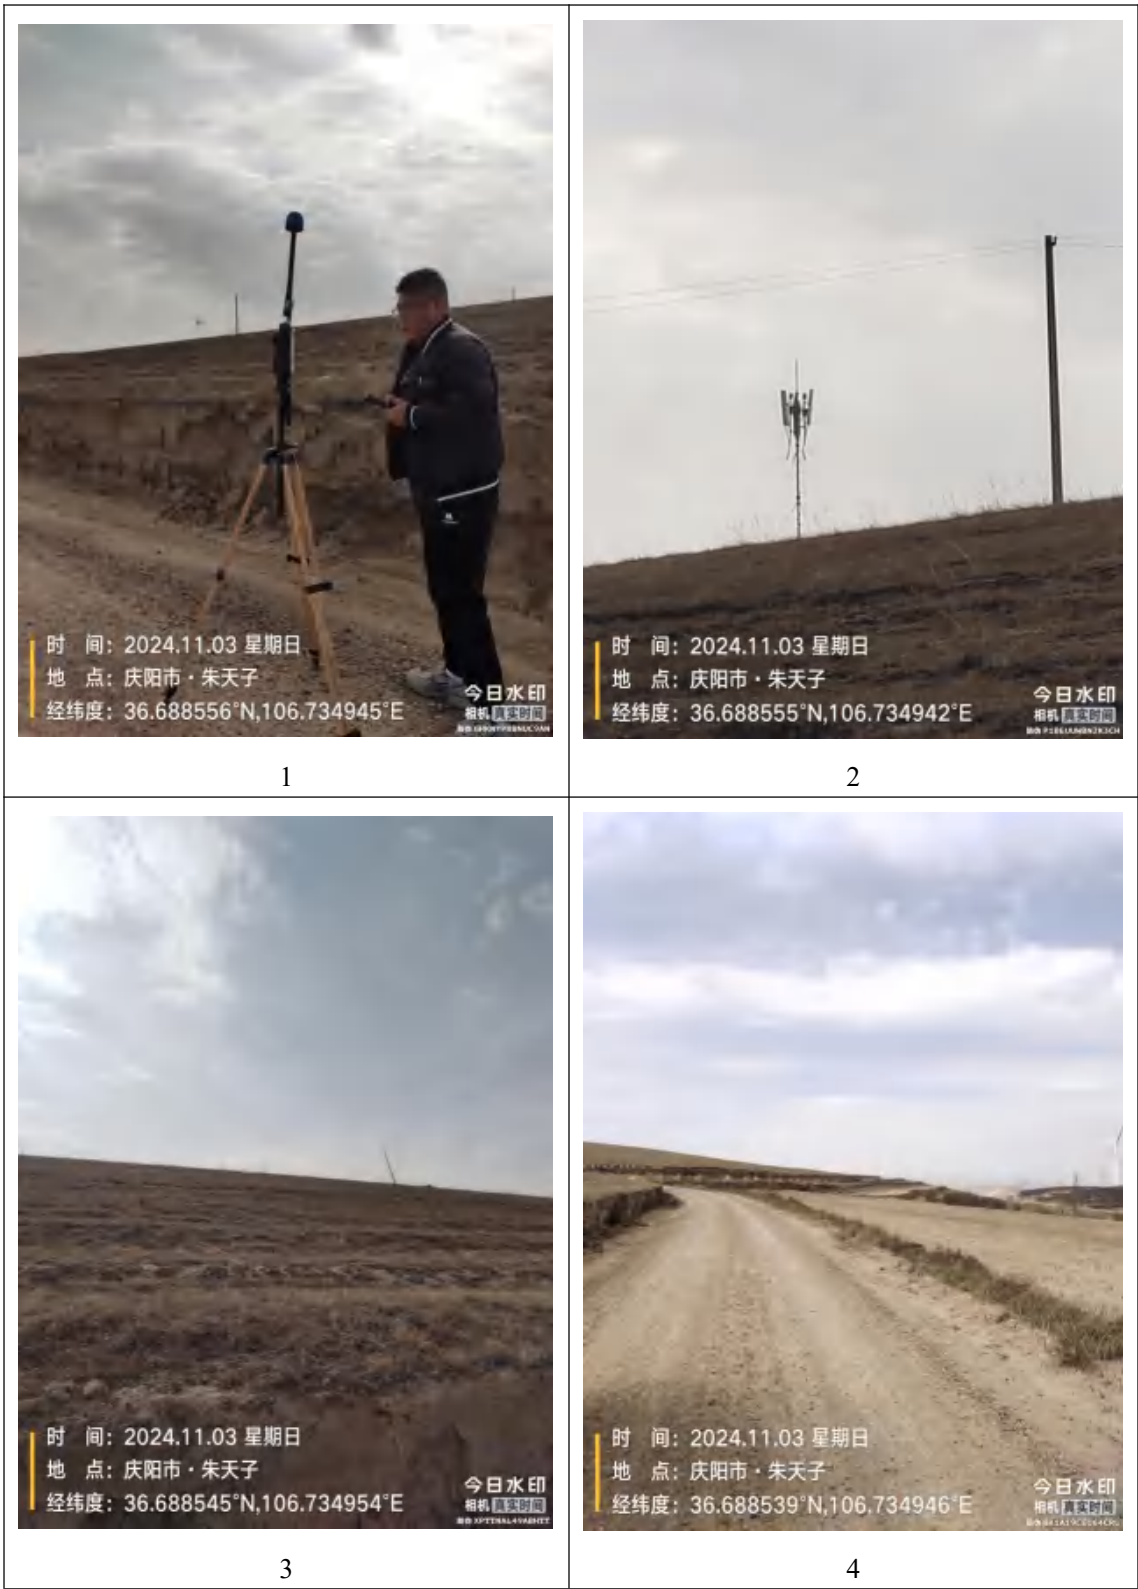 时 间：2024.11.03 星期日
地 点：庆阳市·朱天子
经纬度：36.688556°N,106.734945°E
今日水印
相机 真实时间
1
时 间：2024.11.03 星期日
地 点：庆阳市·朱天子
经纬度：36.688555°N,106.734942°E
今日水印
相机 真实时间
2
时 间：2024.11.03 星期日
地 点：庆阳市·朱天子
经纬度：36.688545°N,106.734954°E
今日水印
相机 真实时间
3
时 间：2024.11.03 星期日
地 点：庆阳市·朱天子
经纬度：36.688539°N,106.734946°E
今日水印
相机 真实时间
4